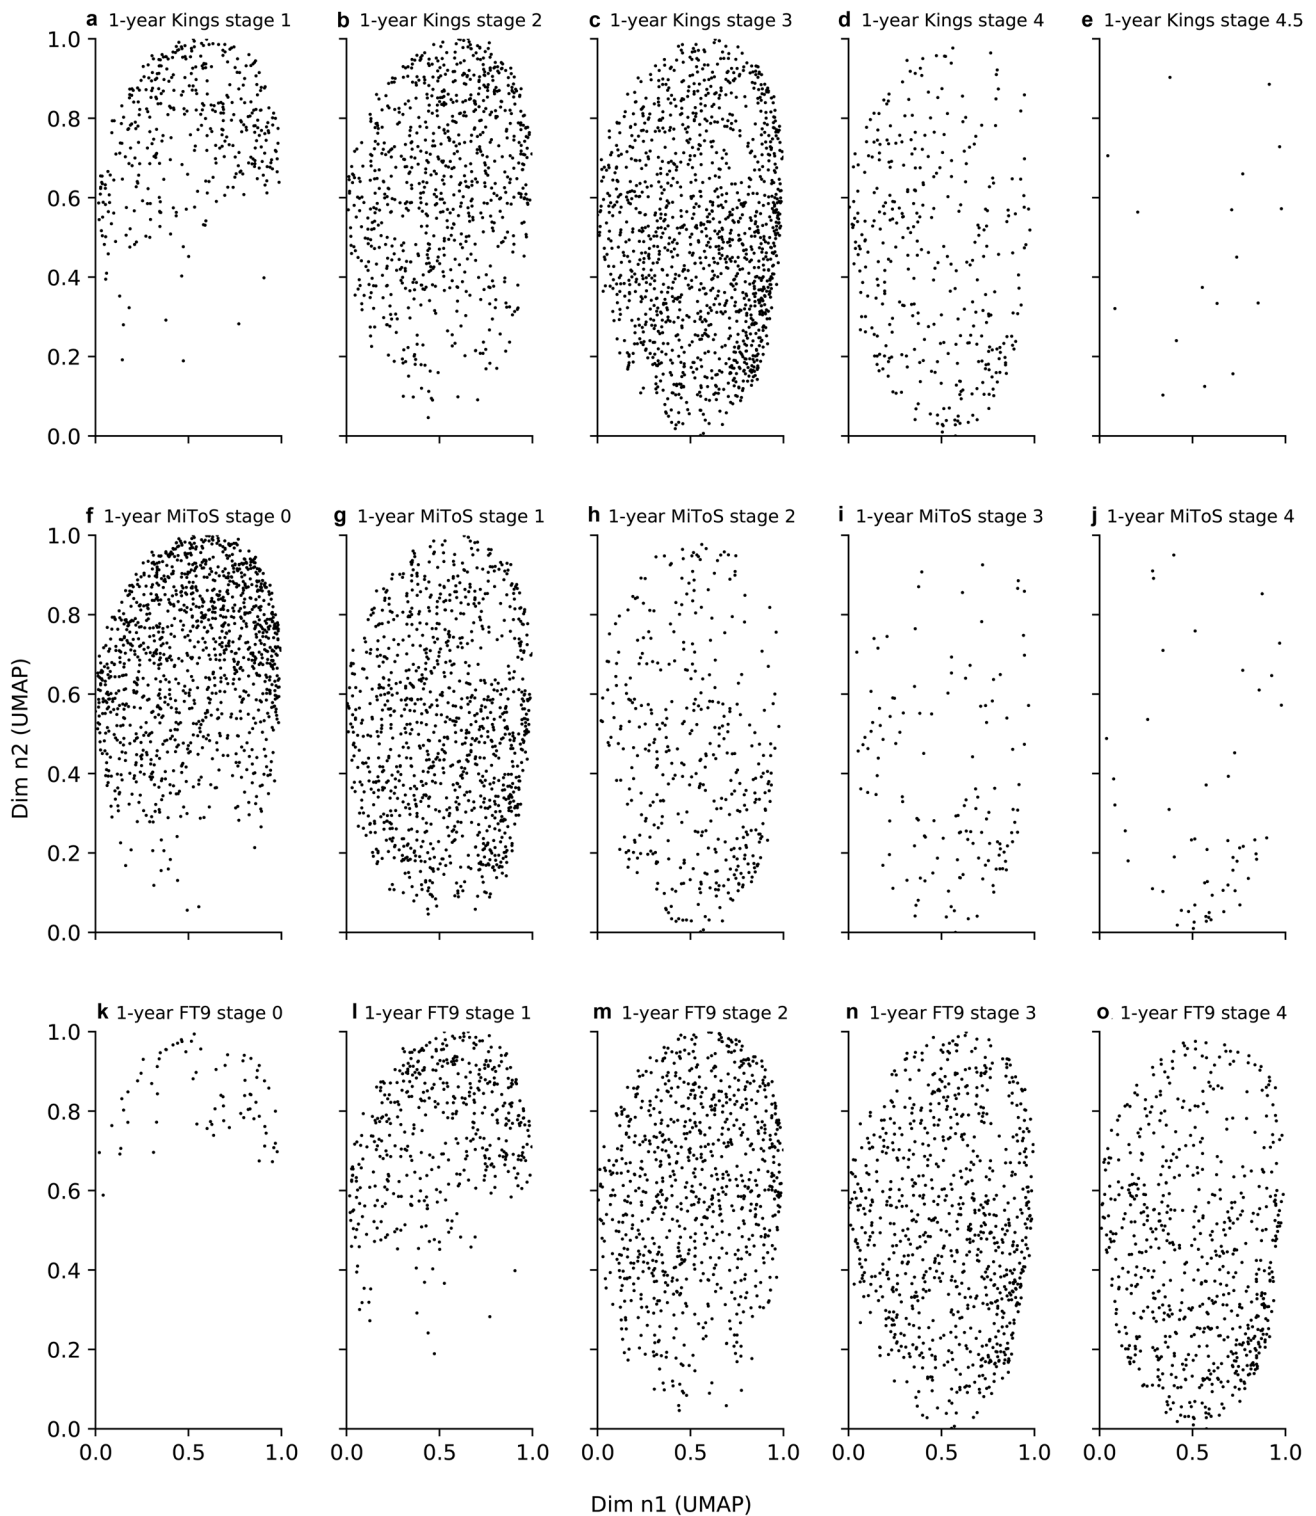 a 1-year Kings stage 1
b 1-year Kings stage 2
c 1-year Kings stage 3
d 1-year Kings stage 4
e 1-year Kings stage 4.5
1.0
0.8
0.6
0.4
0.2
0.0
f 1-year MiToS stage 0
g 1-year MiToS stage 1
h 1-year MiToS stage 2
i 1-year MiToS stage 3
j 1-year MiToS stage 4
1.0
0.8
0.6
0.4
0.2
0.0
Dim n2 (UMAP)
k 1-year FT9 stage 0
l 1-year FT9 stage 1
m 1-year FT9 stage 2
n 1-year FT9 stage 3
o 1-year FT9 stage 4
1.0
0.8
0.6
0.4
0.2
0.0
0.0 0.5 1.0
0.0 0.5 1.0
0.0 0.5 1.0
0.0 0.5 1.0
0.0 0.5 1.0
Dim n1 (UMAP)